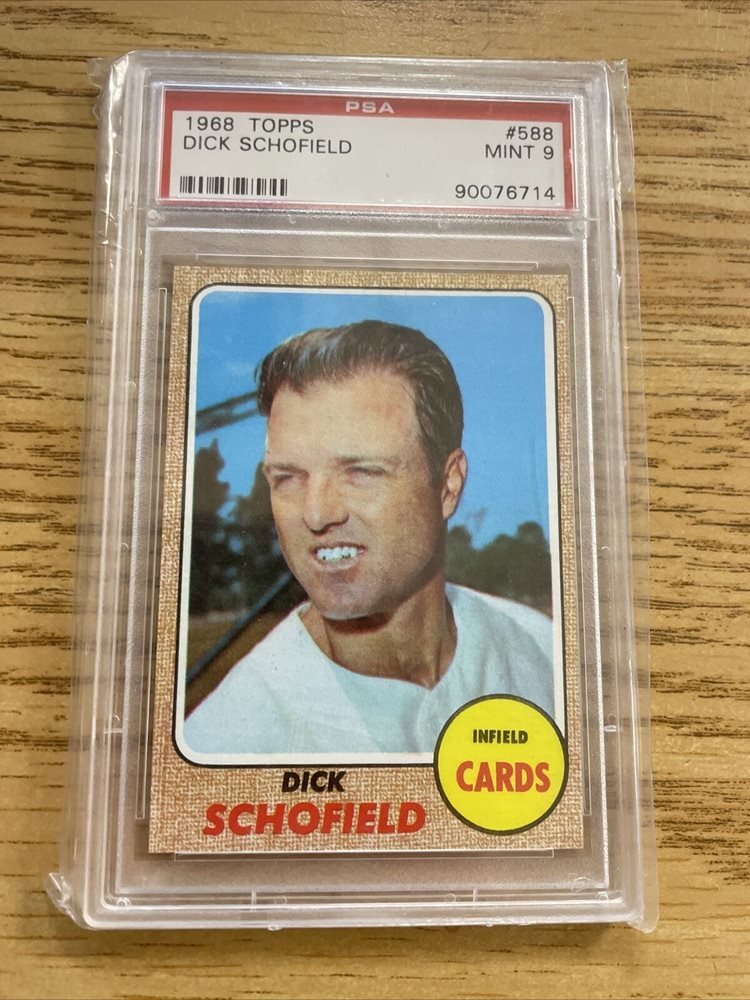 PSA
1968 TOPPS #588
DICK SCHOFIELD MINT 9
90076714
INFIELD
CARDS
DICK
SCHOFIELD